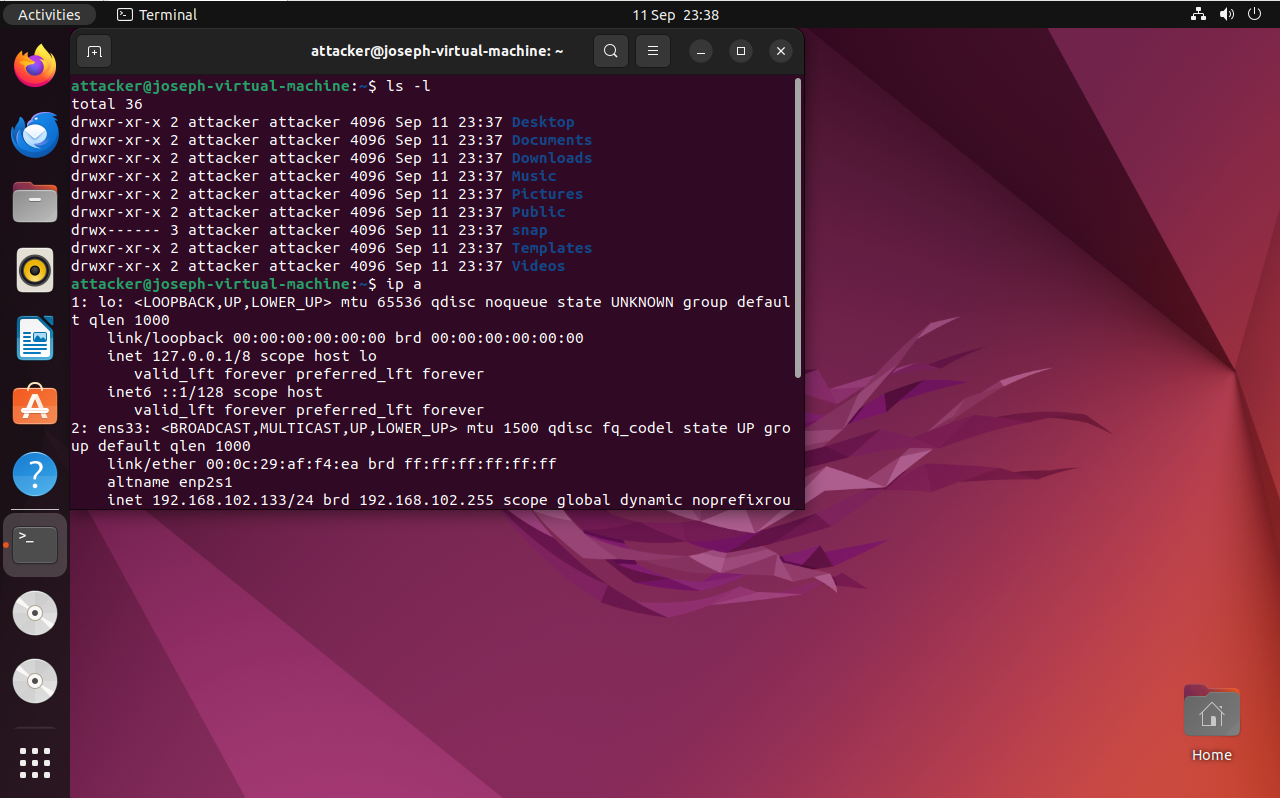 Activities Terminal 11 Sep 23:38
attacker@joseph-virtual-machine: ~
attacker@joseph-virtual-machine:~$ ls -l
total 36
drwxr-xr-x 2 attacker attacker 4096 Sep 11 23:37 Desktop
drwxr-xr-x 2 attacker attacker 4096 Sep 11 23:37 Documents
drwxr-xr-x 2 attacker attacker 4096 Sep 11 23:37 Downloads
drwxr-xr-x 2 attacker attacker 4096 Sep 11 23:37 Music
drwxr-xr-x 2 attacker attacker 4096 Sep 11 23:37 Pictures
drwxr-xr-x 2 attacker attacker 4096 Sep 11 23:37 Public
drwx------ 3 attacker attacker 4096 Sep 11 23:37 snap
drwxr-xr-x 2 attacker attacker 4096 Sep 11 23:37 Templates
drwxr-xr-x 2 attacker attacker 4096 Sep 11 23:37 Videos
attacker@joseph-virtual-machine:~$ ip a
1: lo: <LOOPBACK,UP,LOWER_UP> mtu 65536 qdisc noqueue state UNKNOWN group defaul
t qlen 1000
    link/loopback 00:00:00:00:00:00 brd 00:00:00:00:00:00
    inet 127.0.0.1/8 scope host lo
       valid_lft forever preferred_lft forever
    inet6 ::1/128 scope host
       valid_lft forever preferred_lft forever
2: ens33: <BROADCAST,MULTICAST,UP,LOWER_UP> mtu 1500 qdisc fq_codel state UP gro
up default qlen 1000
    link/ether 00:0c:29:af:f4:ea brd ff:ff:ff:ff:ff:ff
    altname enp2s1
    inet 192.168.102.133/24 brd 192.168.102.255 scope global dynamic noprefixrou
Home